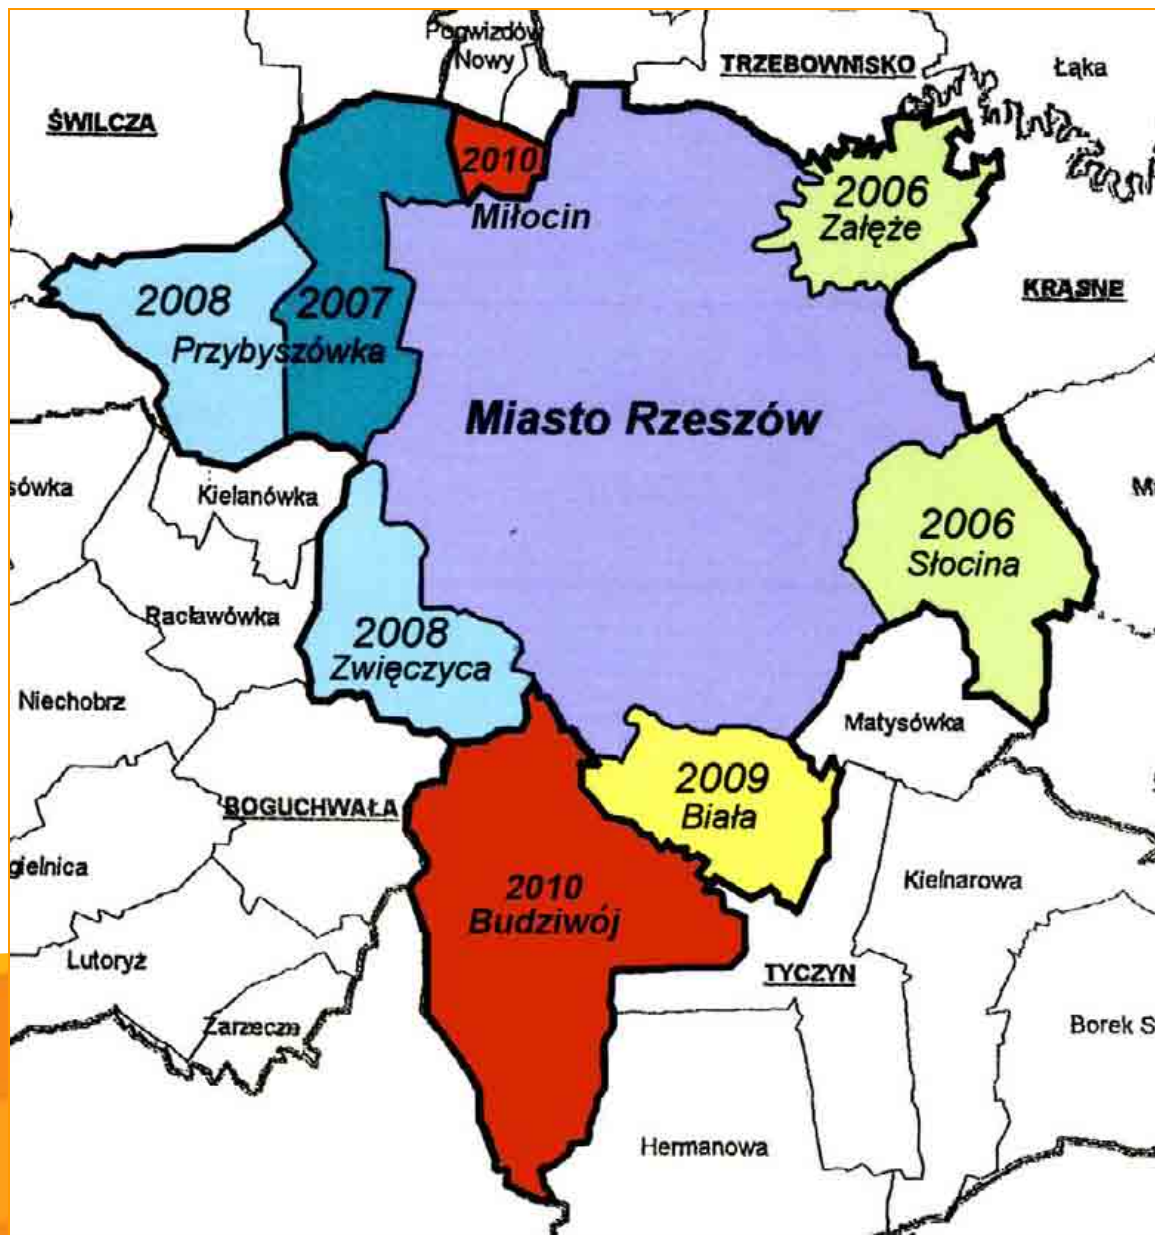 Pogwizdów
Nowy
TRZEBOWNISKO
Łąka
ŚWILCZA
2010
Miłocin
2006
Załęże
2008
2007
Przybyszówka
KRASNE
Miasto Rzeszów
sówka
Kielanówka
2006
Słocina
Racławówka
2008
Zwięczyca
Niechobrz
Matysówka
2009
Biała
BOGUCHWAŁA
gielnica
Kielnarowa
2010
Budziwój
Lutoryż
TYCZYN
Zarzecze
Borek S
Hermanowa